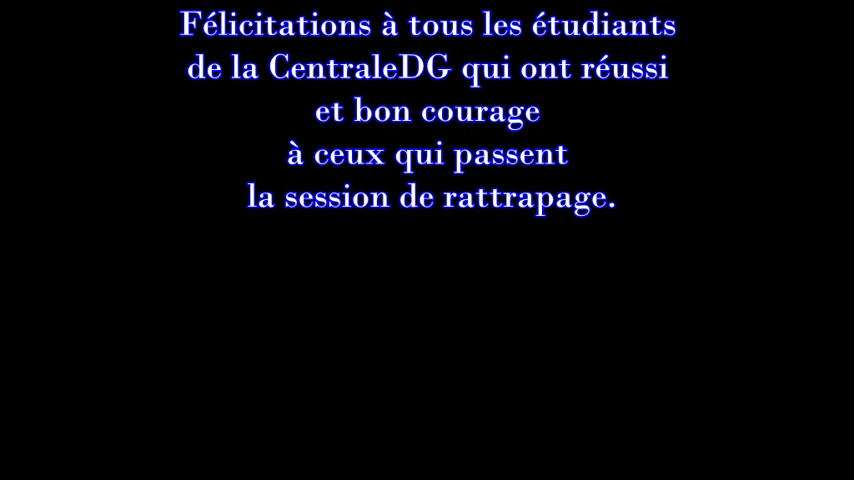 Félicitations à tous les étudiants
de la CentraleDG qui ont réussi
et bon courage
à ceux qui passent
la session de rattrapage.